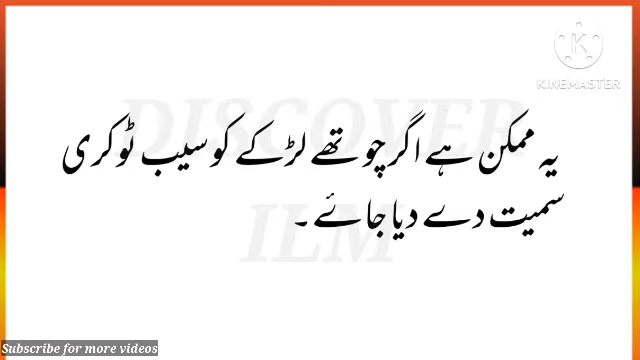 KINEMASTER
DISCOVER
یہ ممکن ہے اگر چوتھے لڑکے کو سیب ٹوکری
سمیت دے دیا جائے ۔
ILM
Subscribe for more videos